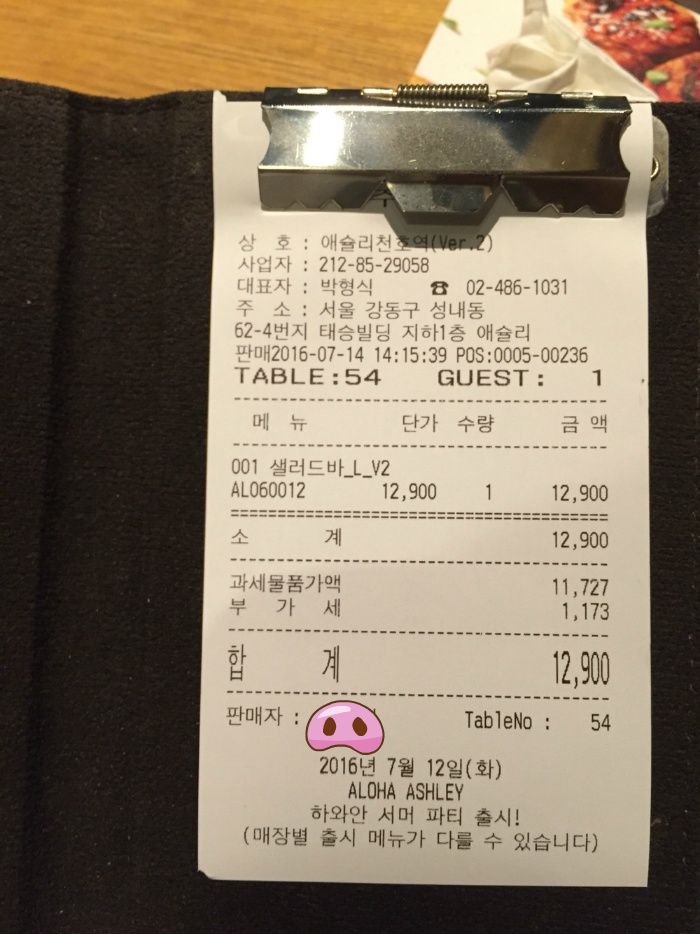 상 호 : 애슐리천호역(Ver.2)
사업자 : 212-85-29058
대표자 : 박형식 ☎ 02-486-1031
주 소 : 서울 강동구 성내동
62-4번지 태승빌딩 지하1층 애슐리
판매2016-07-14 14:15:39 POS:0005-00236
TABLE:54 GUEST: 1
메 뉴 단가 수량 금 액
001 샐러드바_L_V2
AL060012 12,900 1 12,900
소 계 12,900
과세물품가액 11,727
부 가 세 1,173
합 계 12,900
판매자 : TableNo : 54
2016년 7월 12일(화)
ALOHA ASHLEY
하와안 서머 파티 출시!
(매장별 출시 메뉴가 다룰 수 있습니다)